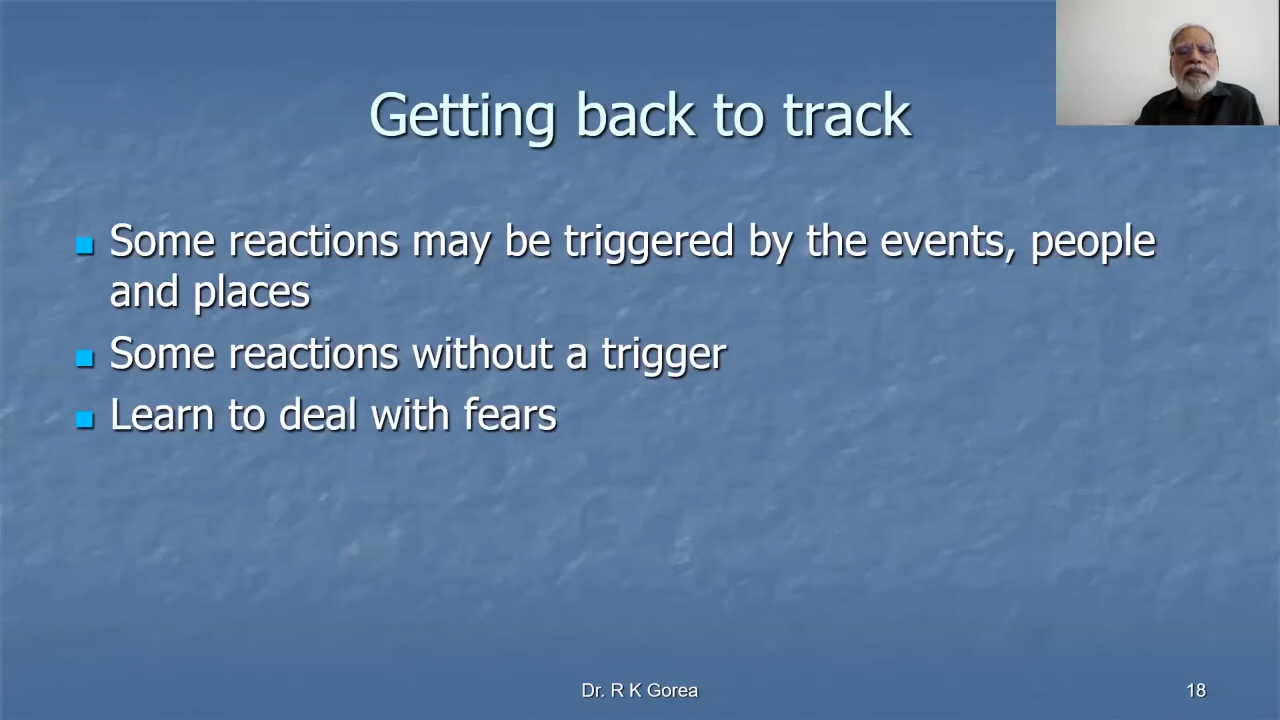 Getting back to track
Some reactions may be triggered by the events, people
and places
Some reactions without a trigger
Learn to deal with fears
Dr. R K Gorea
18